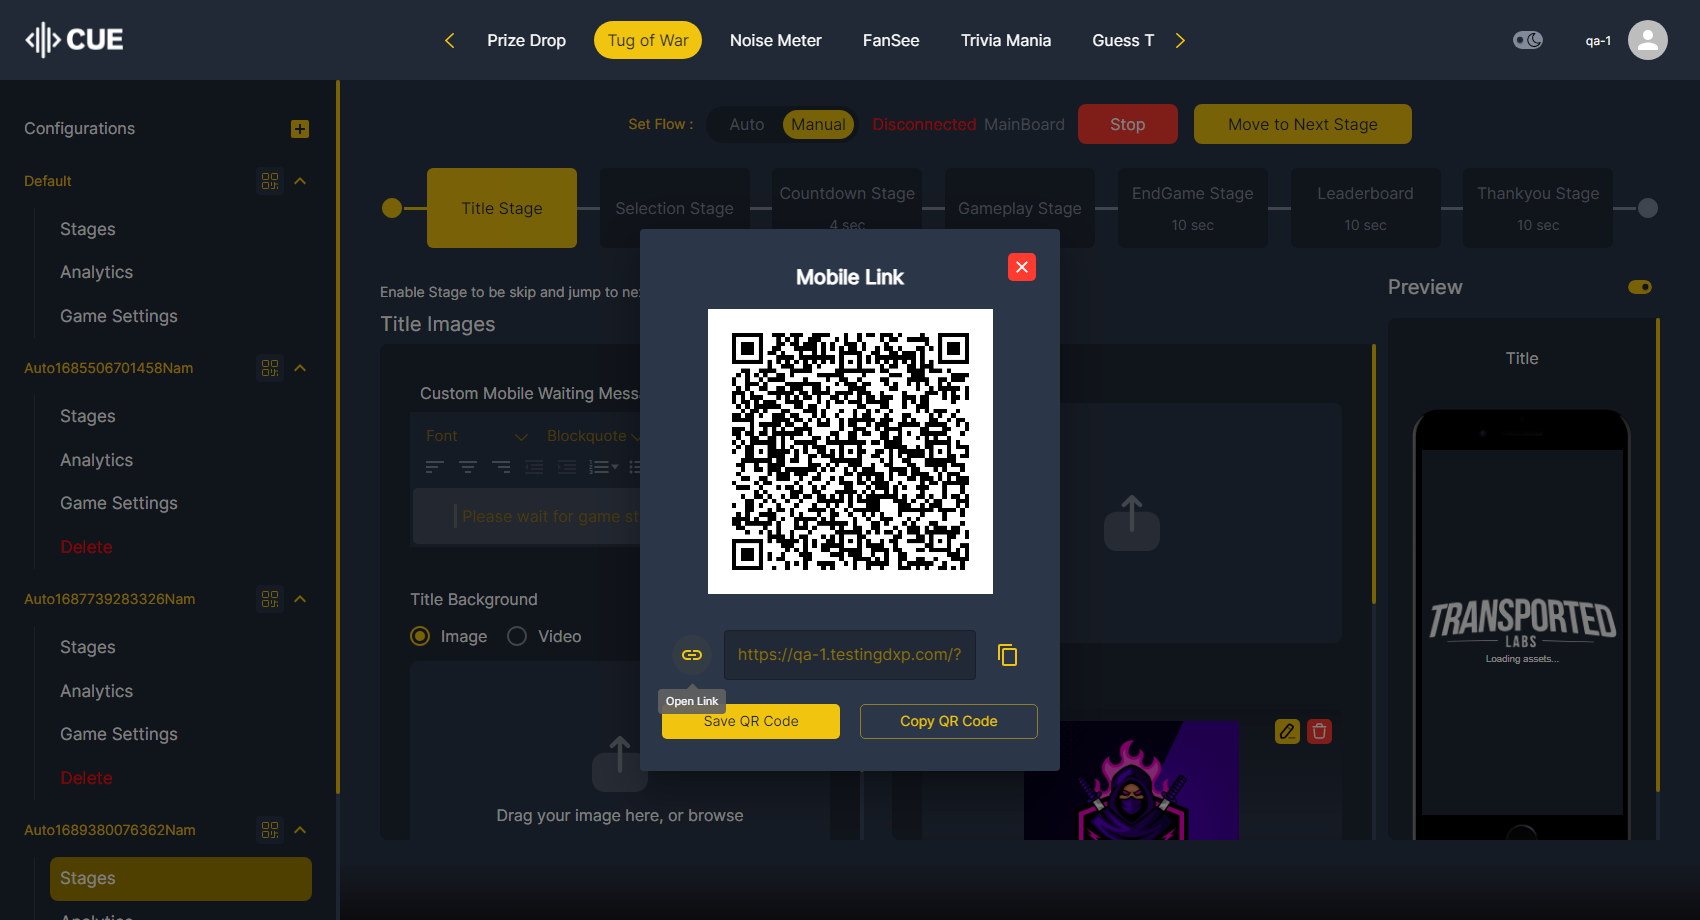 CUE
Prize Drop
Tug of War
Noise Meter
FanSee
Trivia Mania
Guess T
qa-1
Configurations
Default
Stages
Analytics
Game Settings
Auto1685506701458Nam
Stages
Analytics
Game Settings
Delete
Auto1687739283326Nam
Stages
Analytics
Game Settings
Delete
Auto1689380076362Nam
Stages
Analytics
Set Flow :
Auto
Manual
Disconnected MainBoard
Stop
Move to Next Stage
Title Stage
Selection Stage
Countdown Stage
4 sec
Gameplay Stage
EndGame Stage
10 sec
Leaderboard
10 sec
Thankyou Stage
10 sec
Enable Stage to be skip and jump to ne
Title Images
Custom Mobile Waiting Mess
Font
Blockquote
Please wait for game st
Title Background
Image
Video
Drag your image here, or browse
Mobile Link
https://qa-1.testingdxp.com/?
Open Link
Save QR Code
Copy QR Code
Preview
Title
TRANSPORTED
LABS
Loading assets...